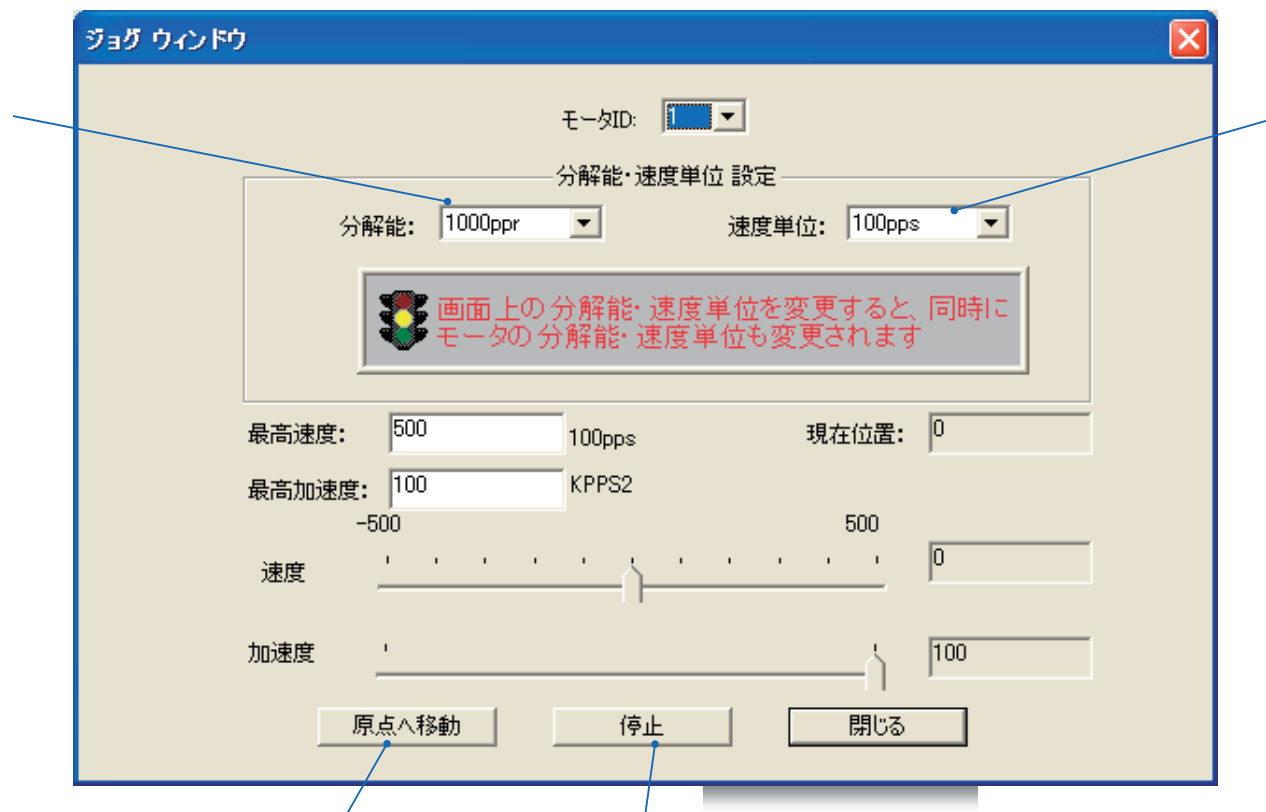 ジョグ ウィンドウ
モータID: 1
分解能・速度単位 設定
分解能: 1000ppr 速度単位: 100pps
画面上の分解能・速度単位を変更すると、同時に
モータの分解能・速度単位も変更されます
最高速度: 500 100pps 現在位置: 0
最高加速度: 100 KPPS2
-500 500
速度 0
加速度 100
原点へ移動 停止 閉じる